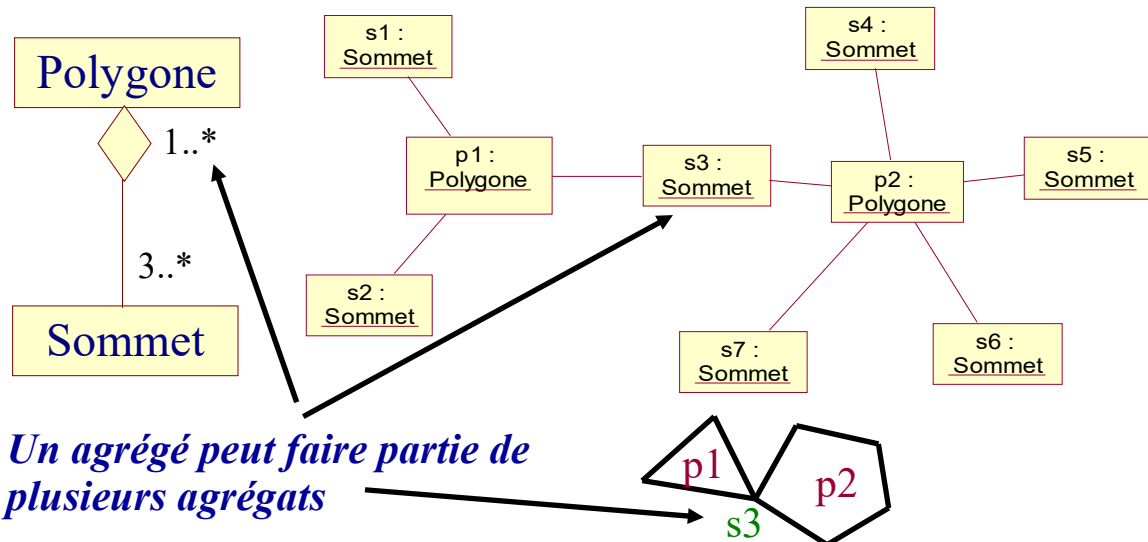 Polygone
1..*
3..*
Sommet
s1 :
Sommet
p1 :
Polygone
s2 :
Sommet
s3 :
Sommet
s4 :
Sommet
p2 :
Polygone
s5 :
Sommet
s7 :
Sommet
s6 :
Sommet
Un agrégé peut faire partie de
plusieurs agrégats
p1
p2
s3